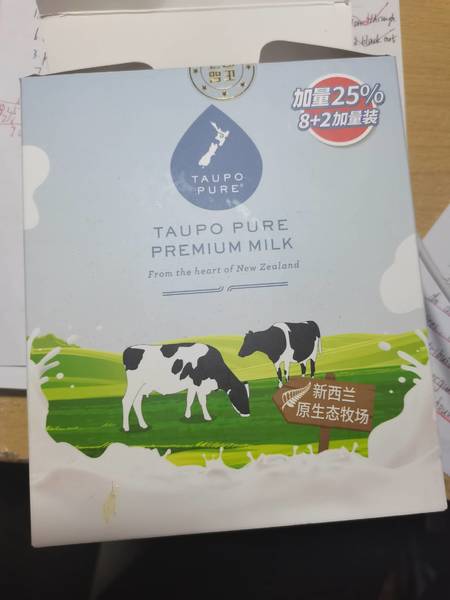 加量25%
8+2加量装
TAUPO
PURE
TAUPO PURE
PREMIUM MILK
From the heart of New Zealand
新西兰
原生态牧场